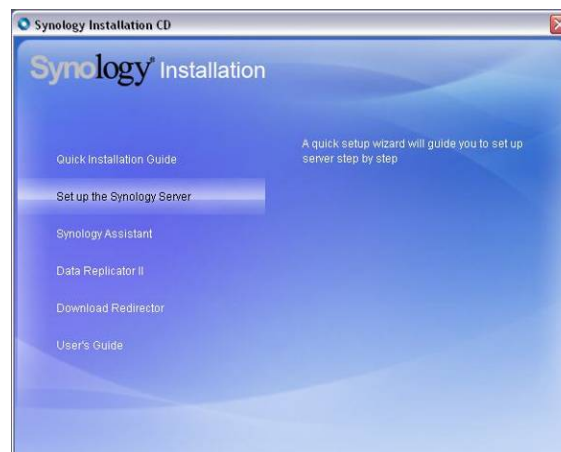 Synology Installation CD
Synology® Installation
Quick Installation Guide
A quick setup wizard will guide you to set up
server step by step
Set up the Synology Server
Synology Assistant
Data Replicator II
Download Redirector
User's Guide